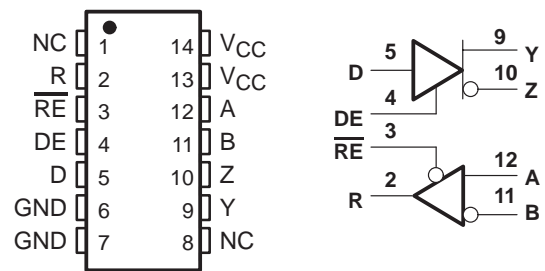 NC 1 14 VCC
R 2 13 VCC
RE 3 12 A
DE 4 11 B
D 5 10 Z
GND 6 9 Y
GND 7 8 NC
5 9 Y
D 10 Z
4
DE
3
RE
2 12 A
R 11 B